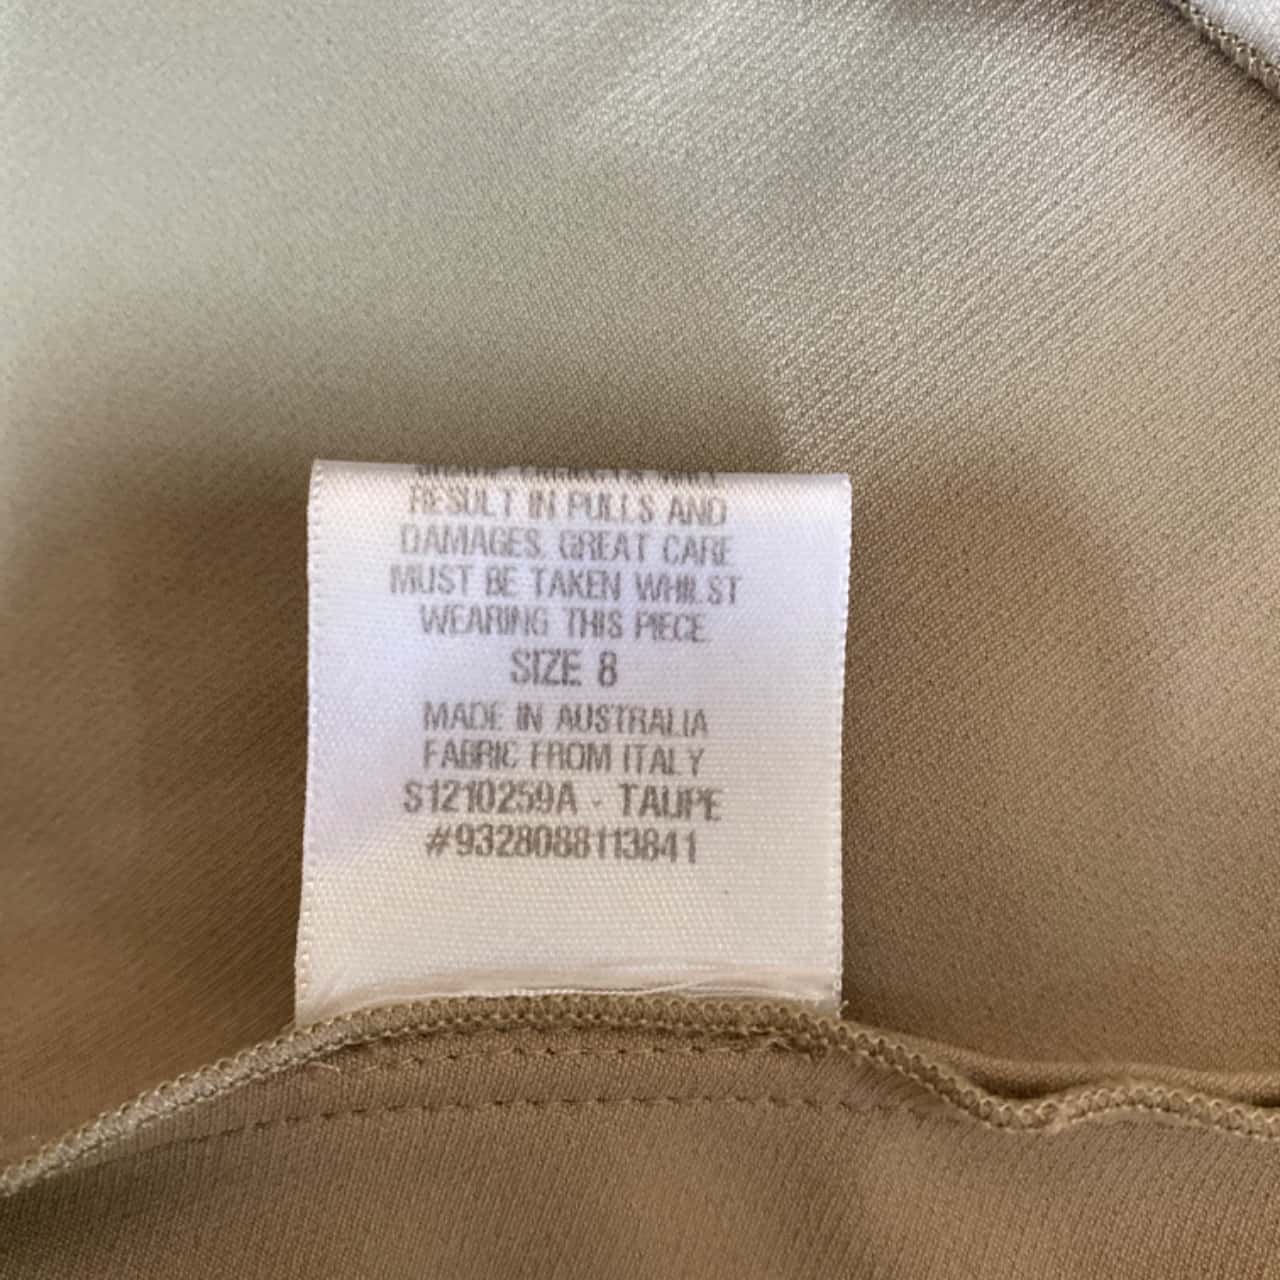 RESULT IN PULLS AND
DAMAGES. GREAT CARE
MUST BE TAKEN WHILST
WEARING THIS PIECE
SIZE 8
MADE IN AUSTRALIA
FABRIC FROM ITALY
S1210259A - TAUPE
#9328088113841